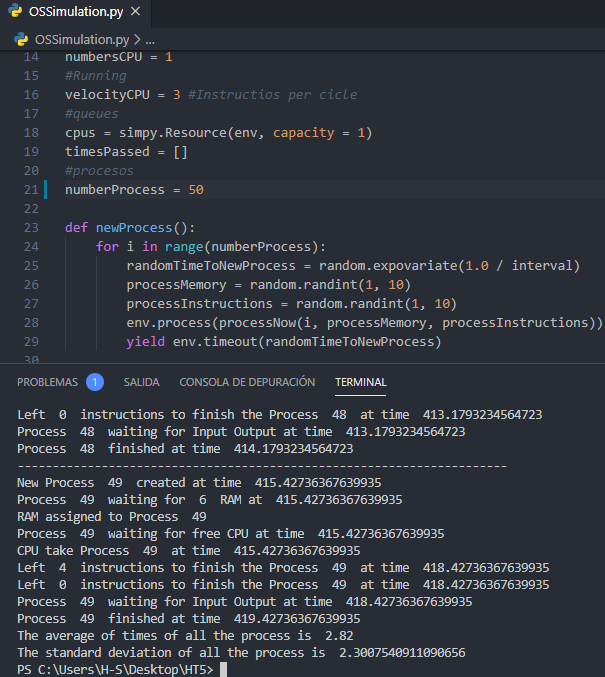 OSSimulation.py ×
OSSimulation.py > ...
14 numbersCPU = 1
15 #Running
16 velocityCPU = 3 #Instructios per cicle
17 #queues
18 cpus = simpy.Resource(env, capacity = 1)
19 timesPassed = []
20 #procesos
21 numberProcess = 50
22
23 def newProcess():
24 for i in range(numberProcess):
25 randomTimeToNewProcess = random.expovariate(1.0 / interval)
26 processMemory = random.randint(1, 10)
27 processInstructions = random.randint(1, 10)
28 env.process(processNow(i, processMemory, processInstructions))
29 yield env.timeout(randomTimeToNewProcess)
30
PROBLEMAS 1 SALIDA CONSOLA DE DEPURACIÓN TERMINAL
Left 0 instructions to finish the Process 48 at time 413.1793234564723
Process 48 waiting for Input Output at time 413.1793234564723
Process 48 finished at time 414.1793234564723
-----------------------------------------------------------------------
New Process 49 created at time 415.42736367639935
Process 49 waiting for 6 RAM at 415.42736367639935
RAM assigned to Process 49
Process 49 waiting for free CPU at time 415.42736367639935
CPU take Process 49 at time 415.42736367639935
Left 4 instructions to finish the Process 49 at time 418.42736367639935
Left 0 instructions to finish the Process 49 at time 418.42736367639935
Process 49 waiting for Input Output at time 418.42736367639935
Process 49 finished at time 419.42736367639935
The average of times of all the process is 2.82
The standard deviation of all the process is 2.3007540911090656
PS C:\Users\H-S\Desktop\HT5>